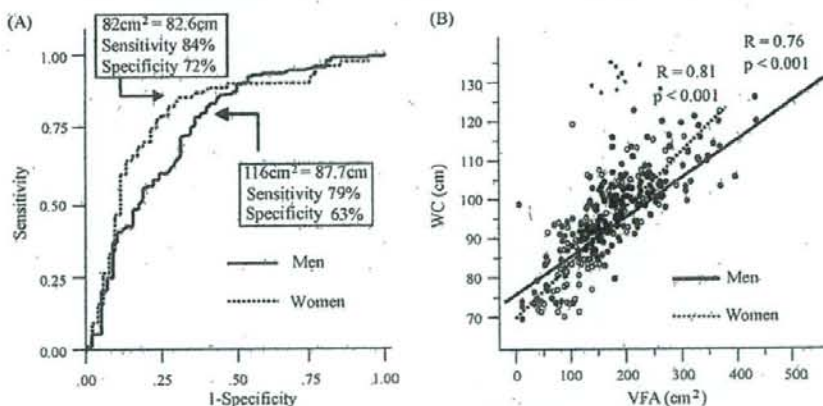 (A)
82cm² = 82.6cm
Sensitivity 84%
Specificity 72%
1.00
0.75
0.50
0.25
0.00
Sensitivity
116cm² = 87.7cm
Sensitivity 79%
Specificity 63%
Men
Women
.00
.25
.50
.75
1.00
1-Specificity
(B)
R = 0.76
p < 0.001
R = 0.81
p < 0.001
130
120
110
100
90
80
70
WC (cm)
Men
Women
0
100
200
300
400
500
VFA (cm²)